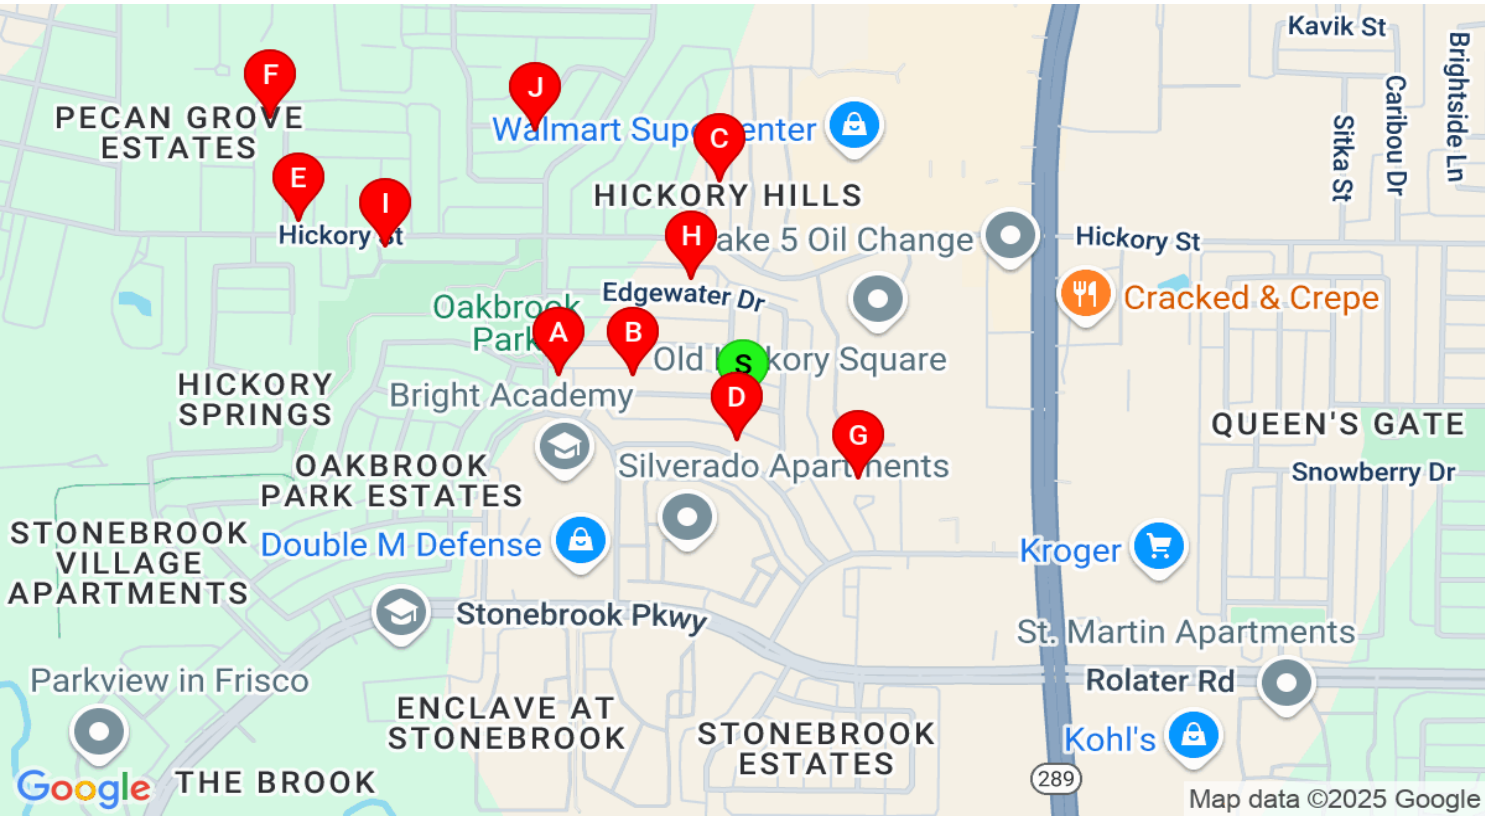 Kavik St
Brightside Ln
Caribou Dr
Sitka St
F
J
C
PECAN GROVE
ESTATES
Walmart Supercenter
E
I
HICKORY HILLS
Hickory St
H
ake 5 Oil Change
Hickory St
Edgewater Dr
Cracked & Crepe
Oakbrook
Park
A
B
S
Old Hickory Square
HICKORY
SPRINGS
Bright Academy
D
G
QUEEN'S GATE
OAKBROOK
PARK ESTATES
Silverado Apartments
Snowberry Dr
STONEBROOK
VILLAGE
APARTMENTS
Double M Defense
Kroger
Stonebrook Pkwy
St. Martin Apartments
Parkview in Frisco
Rolater Rd
ENCLAVE AT
STONEBROOK
STONEBROOK
ESTATES
Kohl's
THE BROOK
289
Google
Map data ©2025 Google